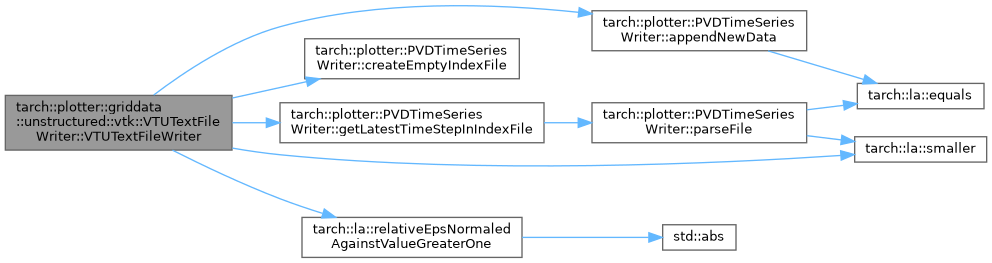 tarch::plotter::griddata
::unstructured::vtk::VTUTextFile
Writer::VTUTextFileWriter
tarch::plotter::PVDTimeSeries
Writer::appendNewData
tarch::plotter::PVDTimeSeries
Writer::createEmptyIndexFile
tarch::plotter::PVDTimeSeries
Writer::getLatestTimeStepInIndexFile
tarch::plotter::PVDTimeSeries
Writer::parseFile
tarch::la::equals
tarch::la::smaller
tarch::la::relativeEpsNormaled
AgainstValueGreaterOne
std::abs